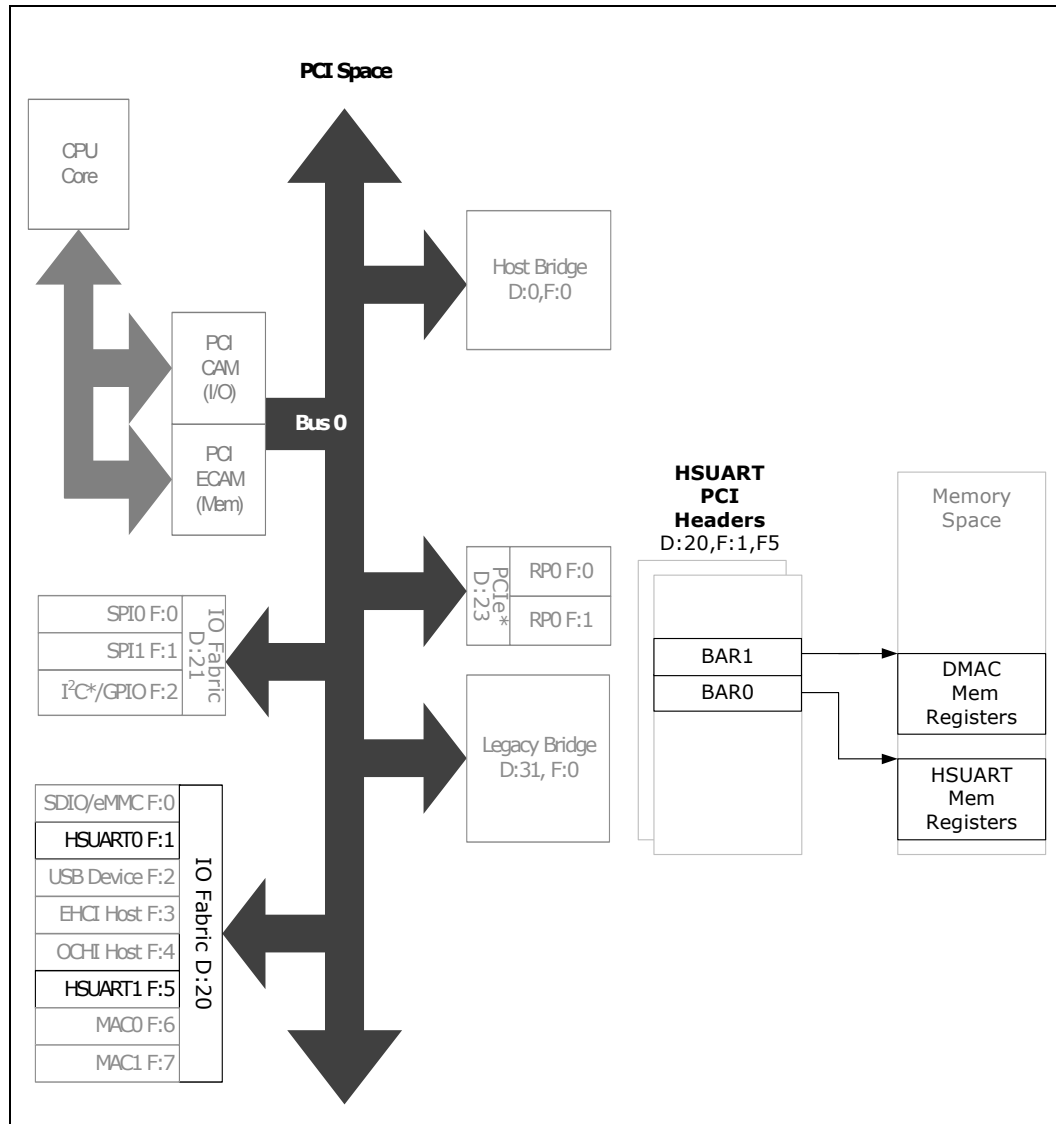 PCI Space
CPU
Core
Host Bridge
D:0,F:0
PCI
CAM
(I/O)
Bus 0
PCI
ECAM
(Mem)
HSUART
PCI
Headers
D:20,F:1,F5
Memory
Space
PCIe*
D:23
RP0 F:0
RP0 F:1
SPI0 F:0
SPI1 F:1
I²C*/GPIO F:2
IO Fabric
D:21
BAR1
BAR0
DMAC
Mem
Registers
HSUART
Mem
Registers
Legacy Bridge
D:31, F:0
SDIO/eMMC F:0
HSUART0 F:1
USB Device F:2
EHCI Host F:3
OCHI Host F:4
HSUART1 F:5
MAC0 F:6
MAC1 F:7
IO Fabric D:20